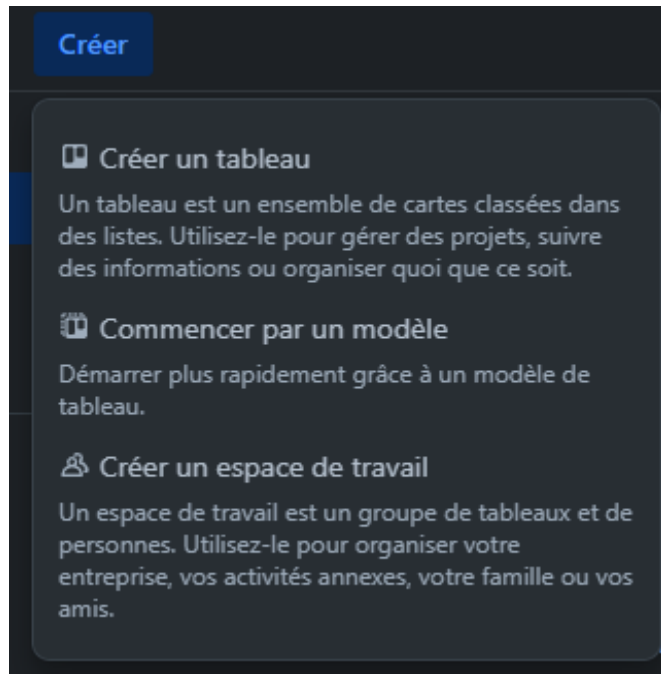 Créer
Créer un tableau
Un tableau est un ensemble de cartes classées dans
des listes. Utilisez-le pour gérer des projets, suivre
des informations ou organiser quoi que ce soit.
Commencer par un modèle
Démarrer plus rapidement grâce à un modèle de
tableau.
Créer un espace de travail
Un espace de travail est un groupe de tableaux et de
personnes. Utilisez-le pour organiser votre
entreprise, vos activités annexes, votre famille ou vos
amis.